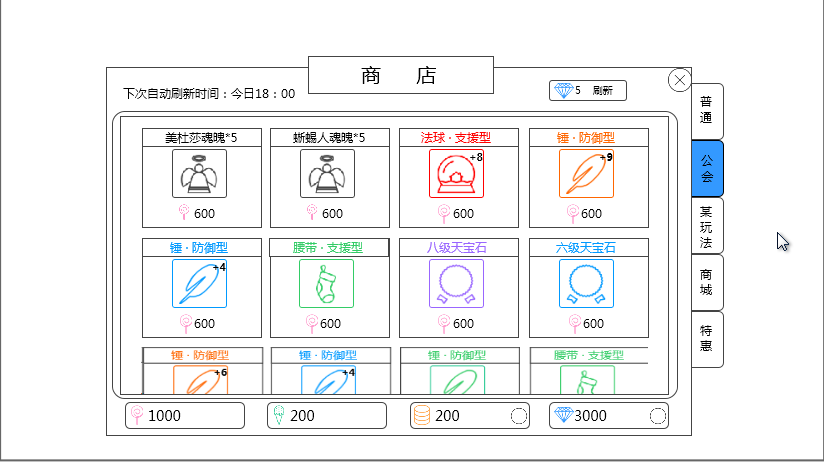 商 店
下次自动刷新时间：今日18：00
5 刷新
美杜莎魂魄*5
蜥蜴人魂魄*5
法球·支援型
锤·防御型
+8
+9
600
600
600
600
锤·防御型
腰带·支援型
八级天宝石
六级天宝石
+4
600
600
600
600
锤·防御型
锤·防御型
锤·防御型
腰带·支援型
+6
+4
1000
200
200
3000
普通
公会
某玩法
商城
特惠